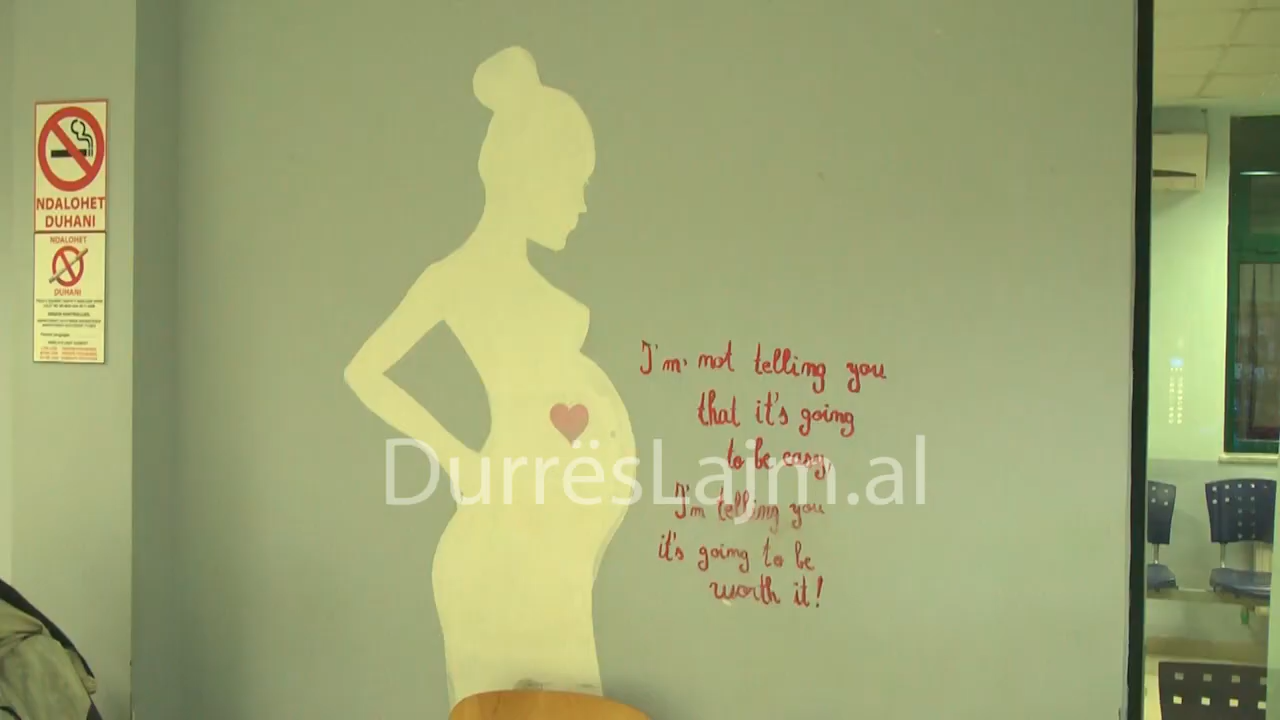 NDALOHET
DUHANI
NDALOHET
DUHANI
I'm not telling you
that it's going
to be easy,
I'm telling you
it's going to be
worth it!
DurrësLajm.al